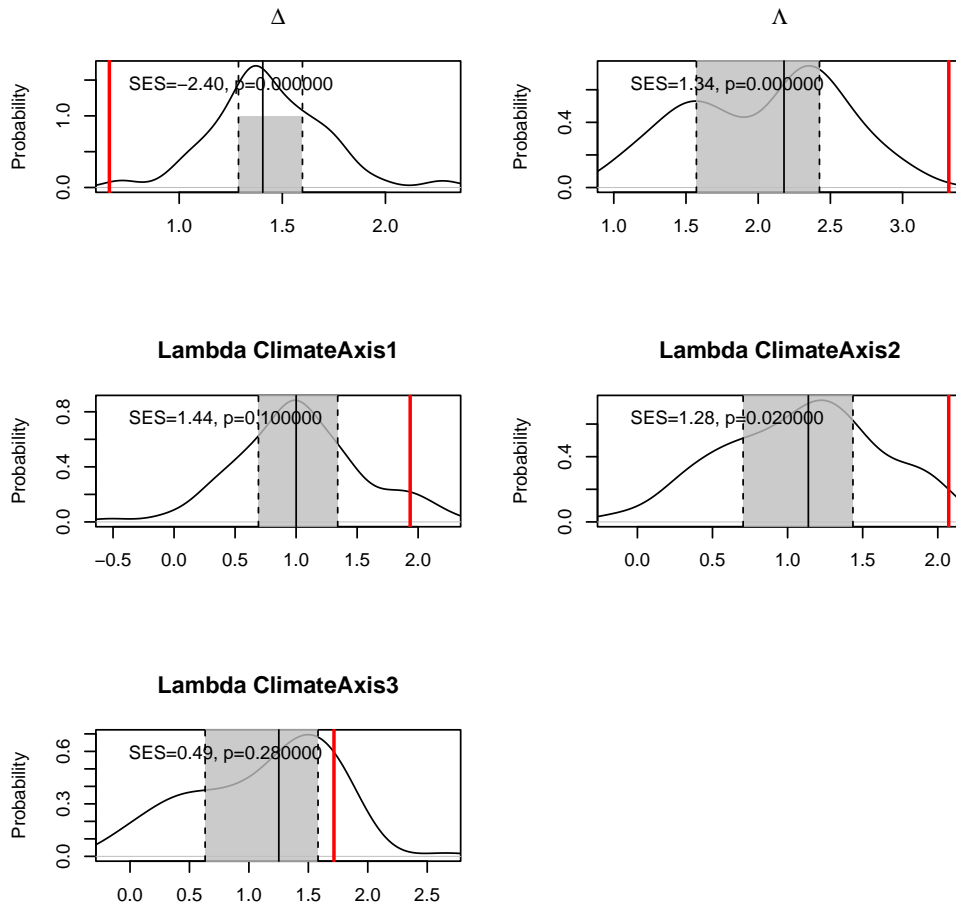 Δ
Λ
Probability
0.0
1.0
SES=−2.40, p=0.000000
1.0
1.5
2.0
Probability
0.0
0.4
SES=1.34, p=0.000000
1.0
1.5
2.0
2.5
3.0
Lambda ClimateAxis1
Probability
0.0
0.4
0.8
SES=1.44, p=0.100000
−0.5
0.0
0.5
1.0
1.5
2.0
Lambda ClimateAxis2
Probability
0.0
0.4
SES=1.28, p=0.020000
0.0
0.5
1.0
1.5
2.0
Lambda ClimateAxis3
Probability
0.0
0.3
0.6
SES=0.49, p=0.280000
0.0
0.5
1.0
1.5
2.0
2.5